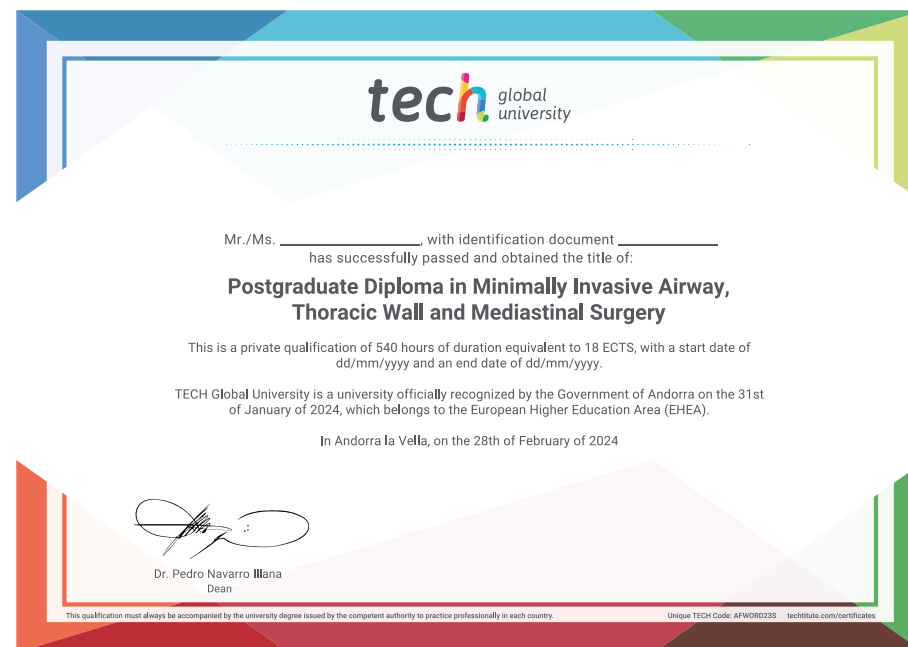 tech global university
Mr./Ms. ____________________, with identification document ______________
has successfully passed and obtained the title of:
Postgraduate Diploma in Minimally Invasive Airway,
Thoracic Wall and Mediastinal Surgery
This is a private qualification of 540 hours of duration equivalent to 18 ECTS, with a start date of
dd/mm/yyyy and an end date of dd/mm/yyyy.
TECH Global University is a university officially recognized by the Government of Andorra on the 31st
of January of 2024, which belongs to the European Higher Education Area (EHEA).
In Andorra la Vella, on the 28th of February of 2024
Dr. Pedro Navarro Illana
Dean
This qualification must always be accompanied by the university degree issued by the competent authority to practice professionally in each country.
Unique TECH Code: AFWORD23S techtitute.com/certificates